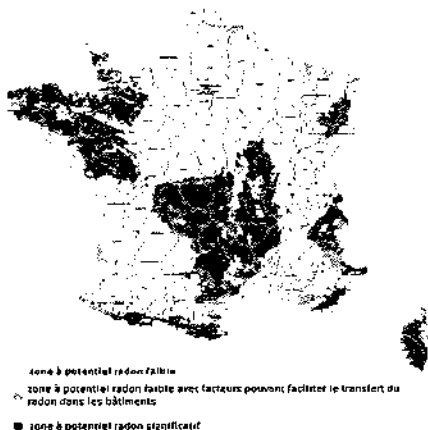 zone à potentiel radon faible
zone à potentiel radon faible avec facteurs pouvant faciliter le transfert du
radon dans les bâtiments
zone à potentiel radon significatif